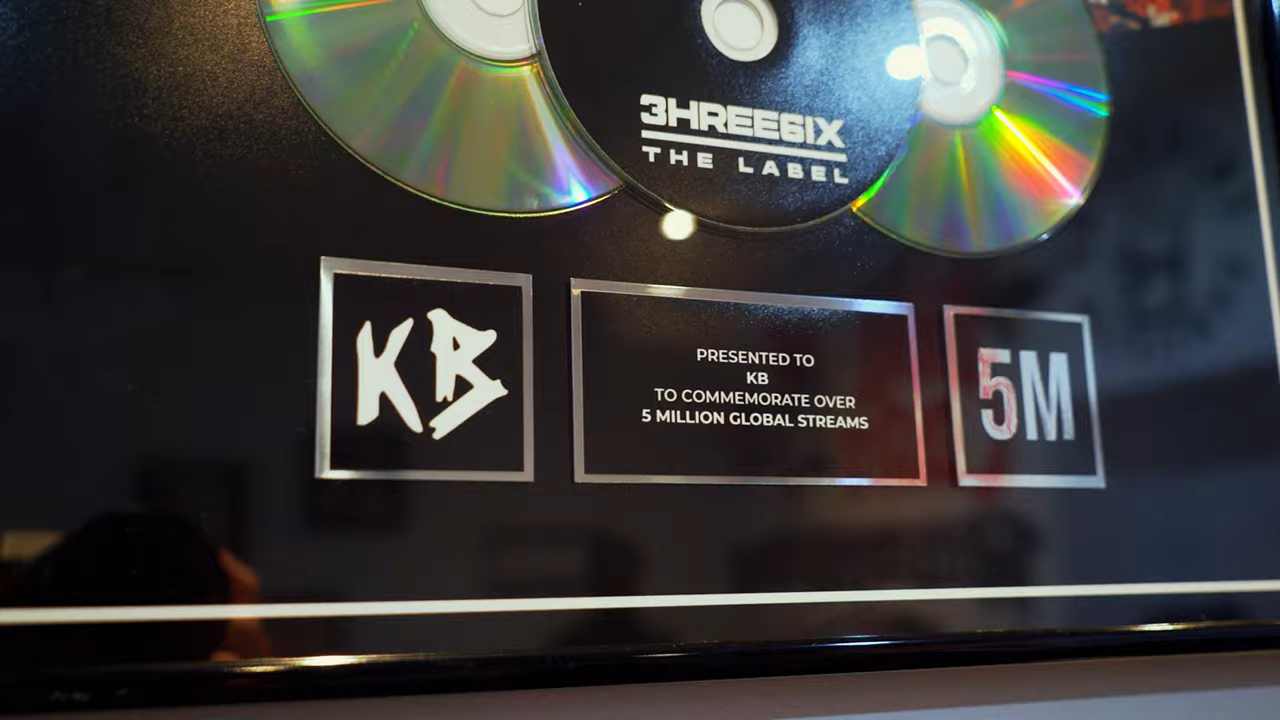 3HREE6IX
THE LABEL
KB
PRESENTED TO
KB
TO COMMEMORATE OVER
5 MILLION GLOBAL STREAMS
5M